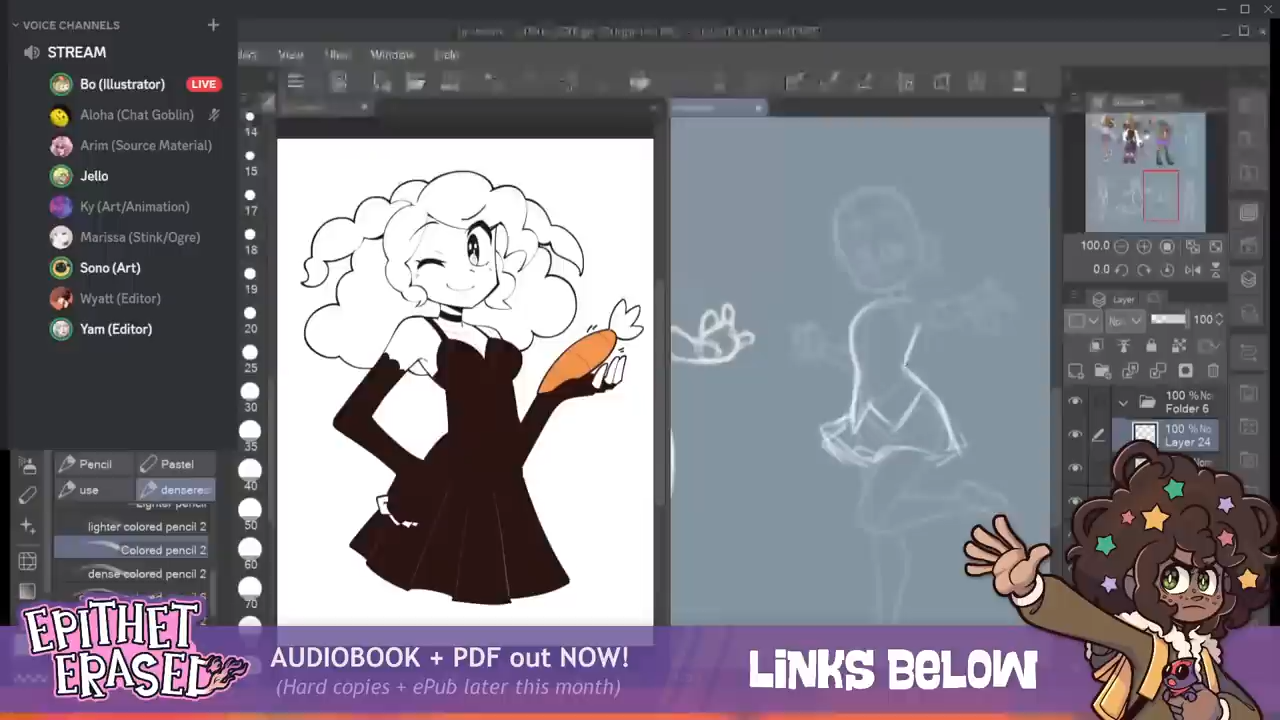 VOICE CHANNELS
STREAM
Bo (Illustrator) LIVE
Aloha (Chat Goblin)
Arim (Source Material)
Jello
Ky (Art/Animation)
Marissa (Stink/Ogre)
Sono (Art)
Wyatt (Editor)
Yam (Editor)
View
Window
14
15
17
18
19
20
25
30
35
40
50
60
70
100.0
0.0
Layer
100
100 %
Folder 6
100 %
Layer 24
Pencil
Pastel
use
lighter colored pencil 2
Colored pencil 2
dense colored pencil 2
EPITHET
ERASED
AUDIOBOOK + PDF out NOW!
(Hard copies + ePub later this month)
LINKS BELOW